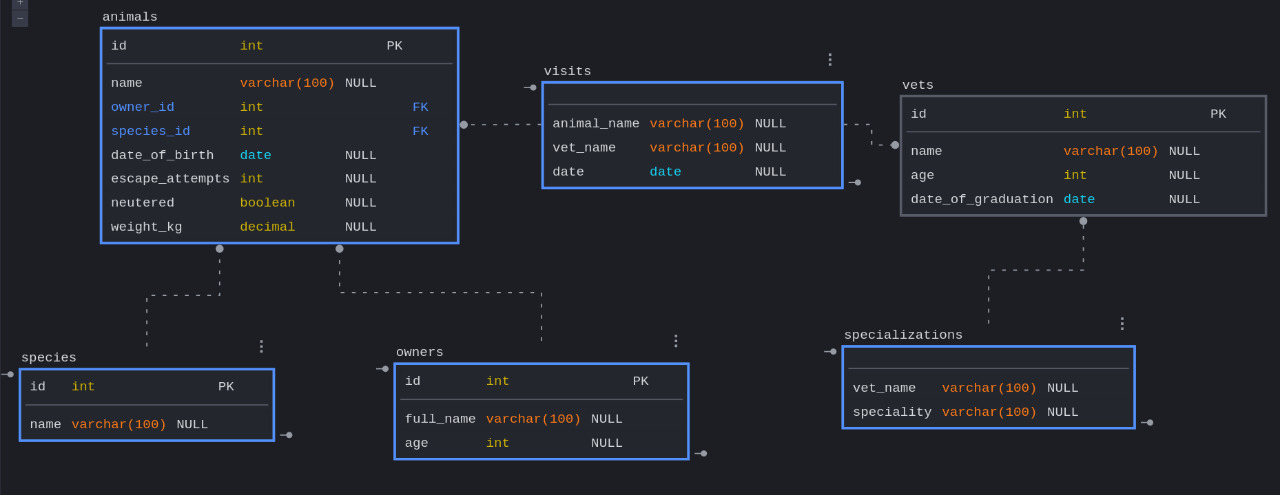 animals
id int PK
name varchar(100) NULL
owner_id int FK
species_id int FK
date_of_birth date NULL
escape_attempts int NULL
neutered boolean NULL
weight_kg decimal NULL
visits
animal_name varchar(100) NULL
vet_name varchar(100) NULL
date date NULL
vets
id int PK
name varchar(100) NULL
age int NULL
date_of_graduation date NULL
species
id int PK
name varchar(100) NULL
owners
id int PK
full_name varchar(100) NULL
age int NULL
specializations
vet_name varchar(100) NULL
speciality varchar(100) NULL